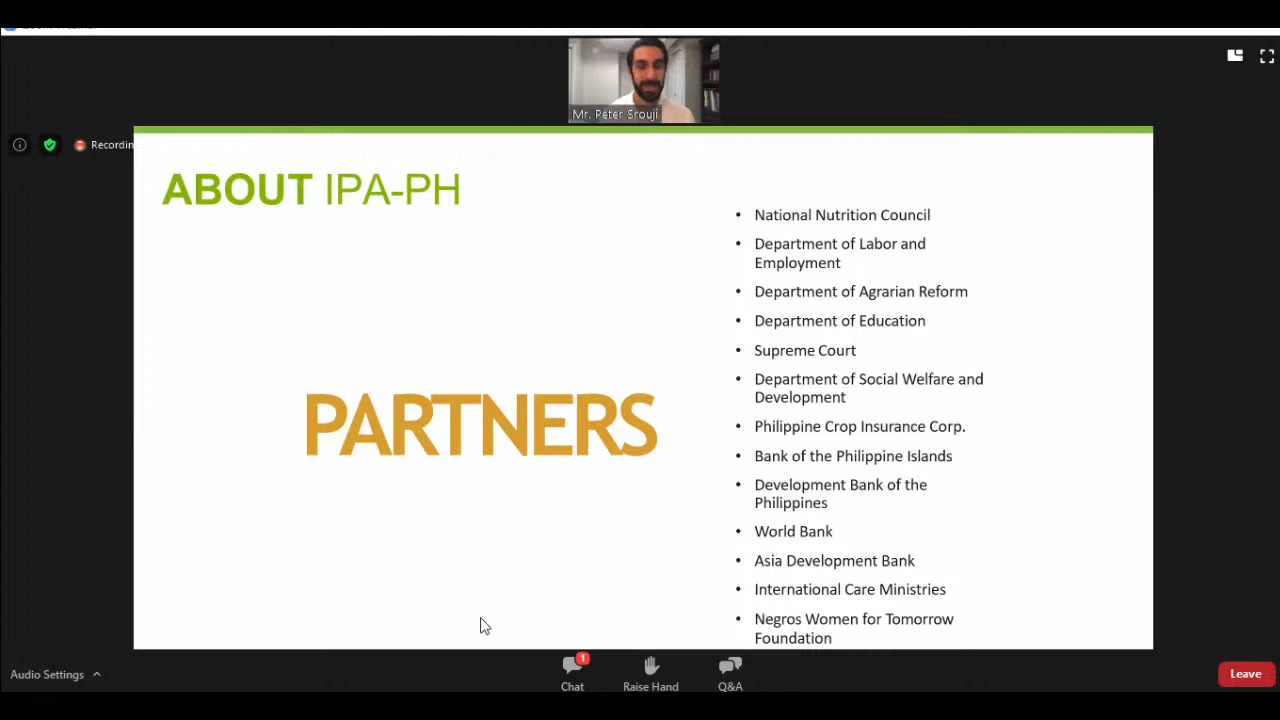 Mr. Peter Srouji
Recordin
ABOUT IPA-PH
PARTNERS
• National Nutrition Council
• Department of Labor and
Employment
• Department of Agrarian Reform
• Department of Education
• Supreme Court
• Department of Social Welfare and
Development
• Philippine Crop Insurance Corp.
• Bank of the Philippine Islands
• Development Bank of the
Philippines
• World Bank
• Asia Development Bank
• International Care Ministries
• Negros Women for Tomorrow
Foundation
Audio Settings
1
Chat
Raise Hand
Q&A
Leave